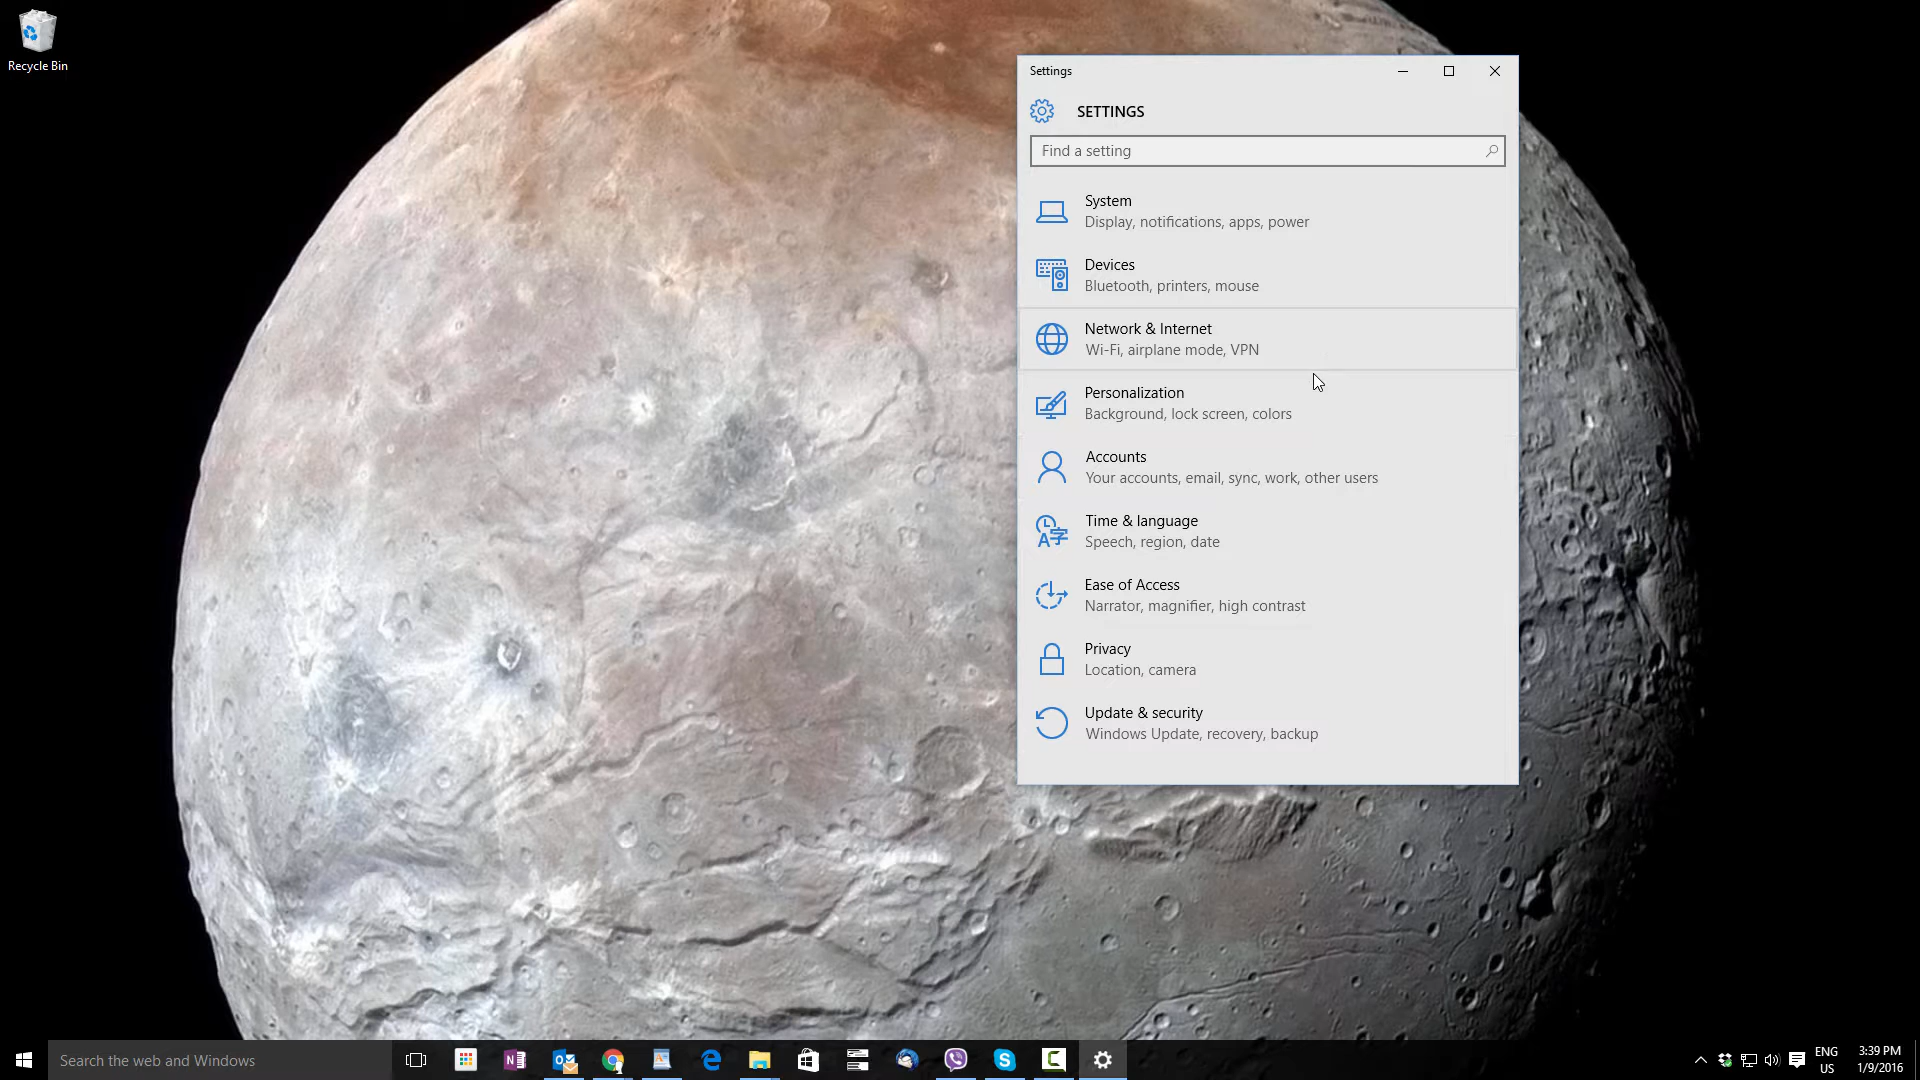 Recycle Bin
Settings
SETTINGS
Find a setting
System
Display, notifications, apps, power
Devices
Bluetooth, printers, mouse
Network & Internet
Wi-Fi, airplane mode, VPN
Personalization
Background, lock screen, colors
Accounts
Your accounts, email, sync, work, other users
Time & language
Speech, region, date
Ease of Access
Narrator, magnifier, high contrast
Privacy
Location, camera
Update & security
Windows Update, recovery, backup
Search the web and Windows
ENG
US
3:39 PM
1/9/2016